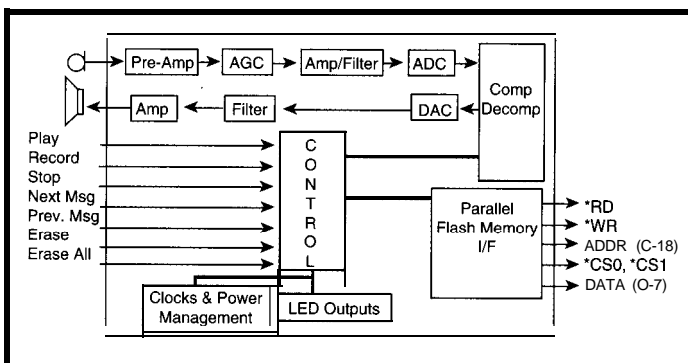 Pre-Amp
AGC
Amp/Filter
ADC
Comp
Decomp
Amp
Filter
DAC
Play
Record
Stop
Next Msg
Prev. Msg
Erase
Erase All
CONTROL
Parallel
Flash Memory
I/F
*RD
*WR
ADDR (C-18)
*CS0, *CS1
DATA (O-7)
Clocks & Power
Management
LED Outputs